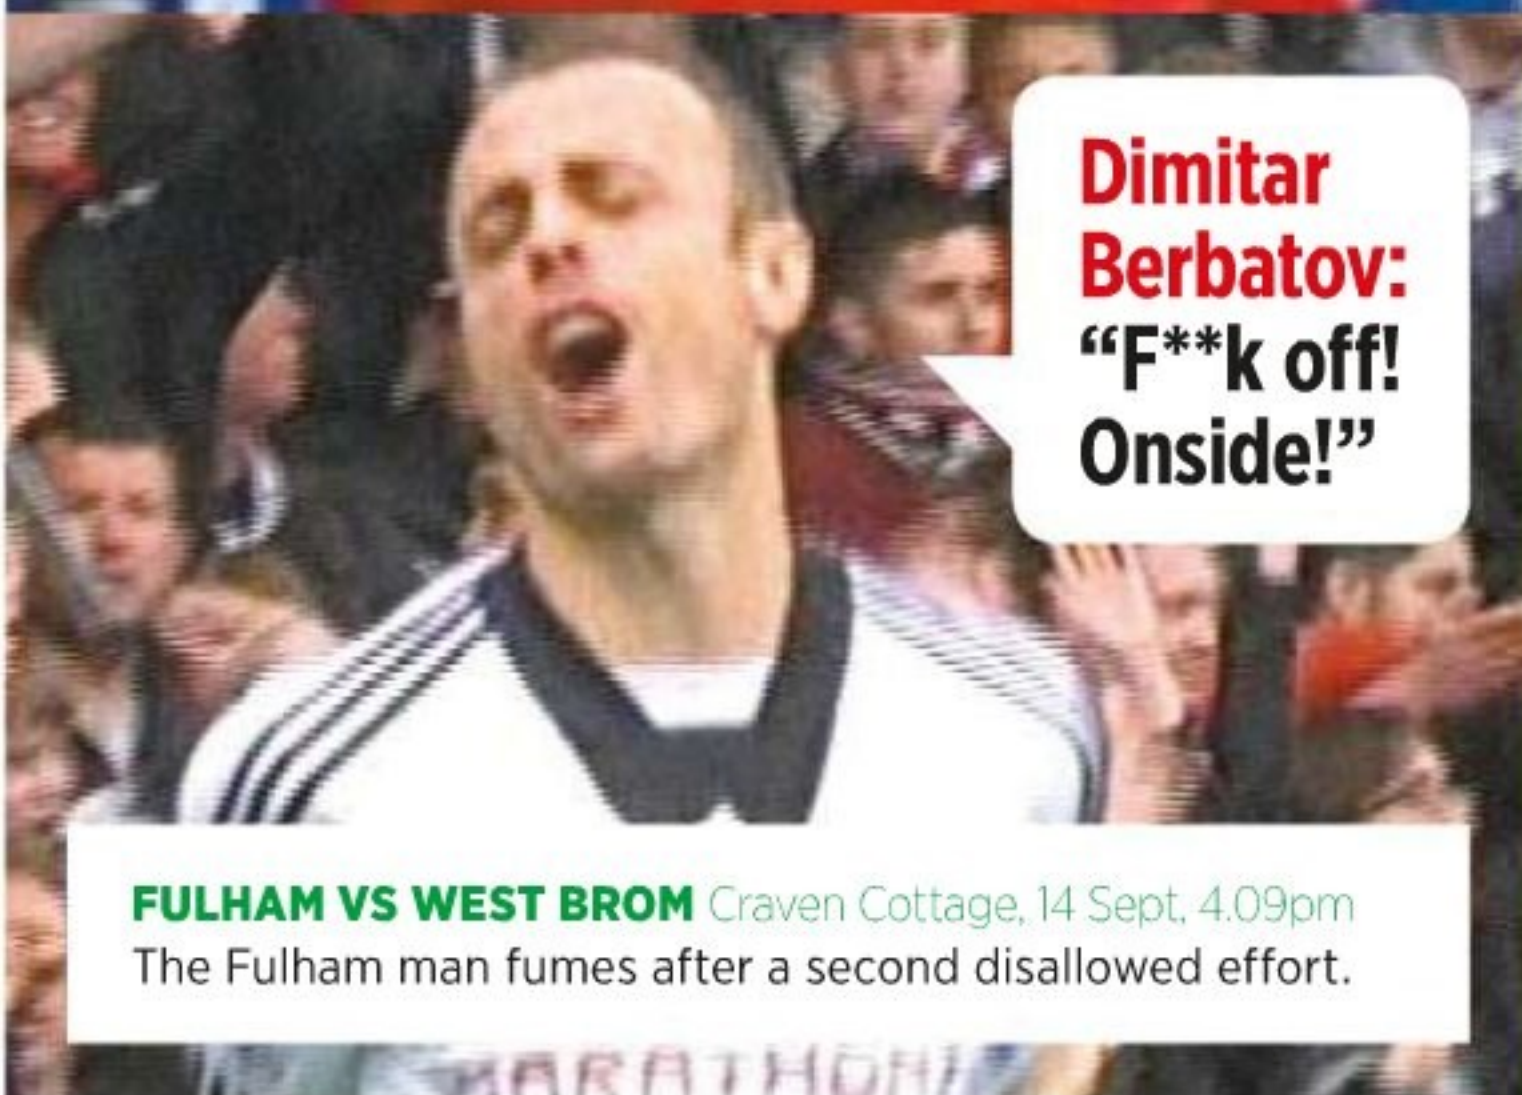 Dimitar
Berbatov:
“F**k off!
Onside!”
FULHAM VS WEST BROM Craven Cottage, 14 Sept, 4.09pm
The Fulham man fumes after a second disallowed effort.
MARATHON